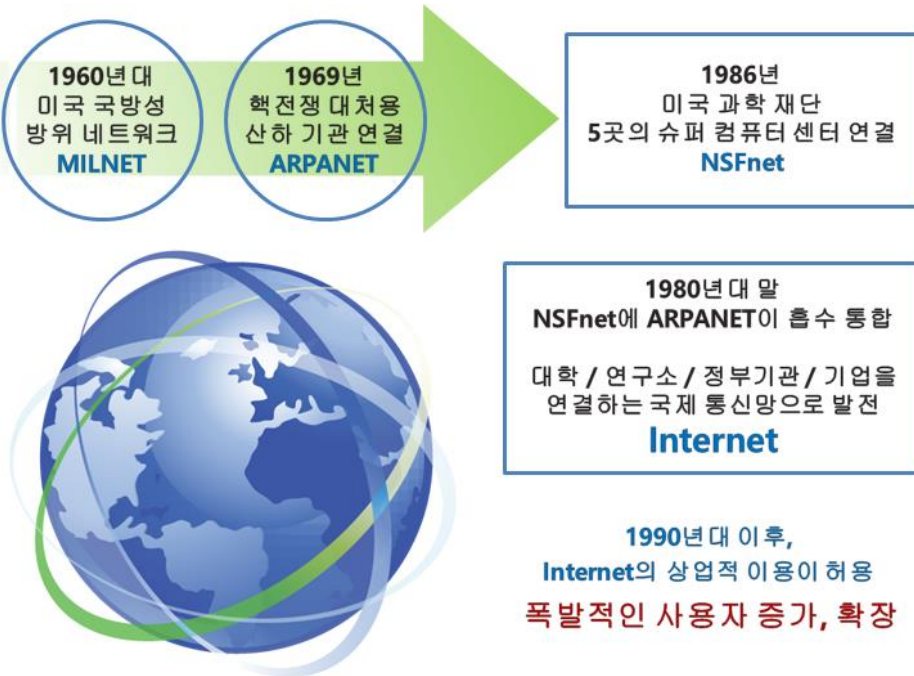 1960년대
미국 국방성
방위 네트워크
MILNET
1969년
핵전쟁 대처용
산하 기관 연결
ARPANET
1986년
미국 과학 재단
5곳의 슈퍼 컴퓨터 센터 연결
NSFnet
1980년대 말
NSFnet에 ARPANET이 흡수 통합
대학 / 연구소 / 정부기관 / 기업을
연결하는 국제 통신망으로 발전
Internet
1990년대 이후,
Internet의 상업적 이용이 허용
폭발적인 사용자 증가, 확장